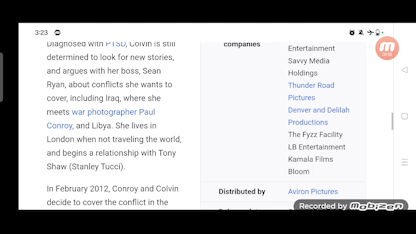 3:23
Diagnosed with PTSD, Colvin is still
determined to look for new stories,
and argues with her boss, Sean
Ryan, about conflicts she wants to
cover, including Iraq, where she
meets war photographer Paul
Conroy, and Libya. She lives in
London when not traveling the world,
and begins a relationship with Tony
Shaw (Stanley Tucci).
In February 2012, Conroy and Colvin
decide to cover the conflict in the
companies
Entertainment
Savvy Media
Holdings
Thunder Road
Pictures
Denver and Delilah
Productions
The Fyzz Facility
LB Entertainment
Kamala Films
Bloom
Distributed by
Aviron Pictures
Recorded by mobizen